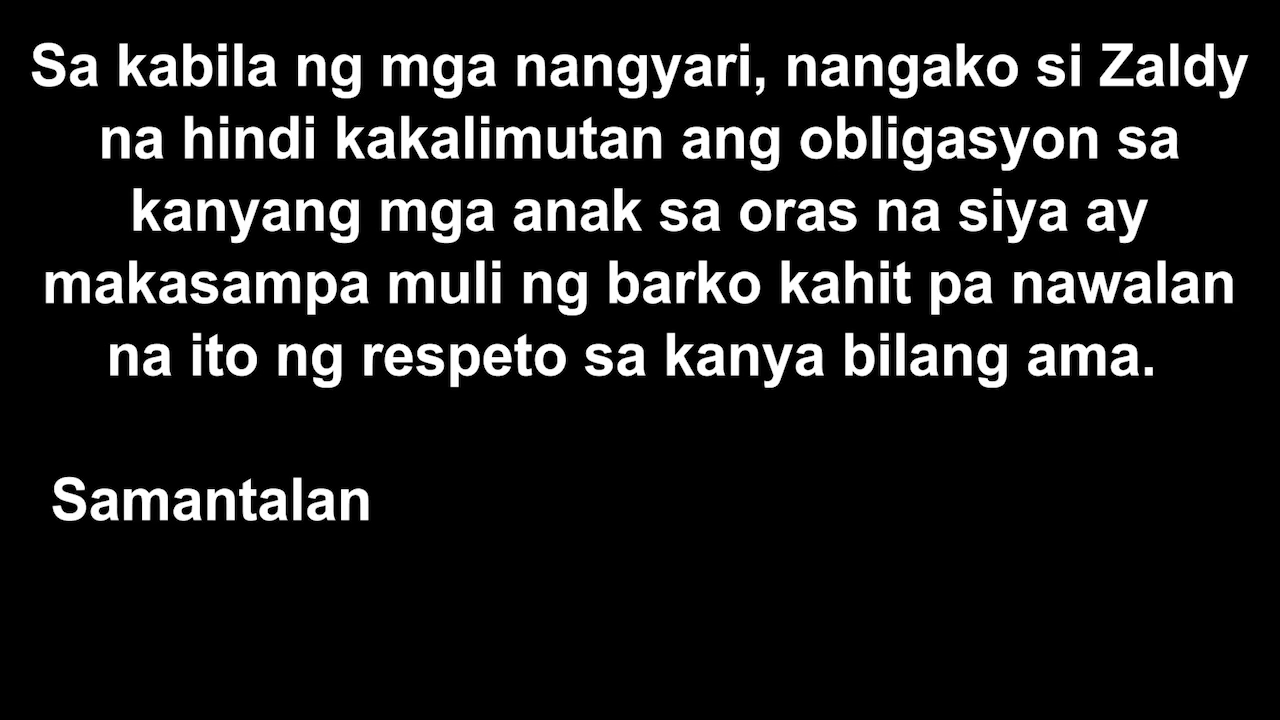 Sa kabila ng mga nangyari, nangako si Zaldy
na hindi kakalimutan ang obligasyon sa
kanyang mga anak sa oras na siya ay
makasampa muli ng barko kahit pa nawalan
na ito ng respeto sa kanya bilang ama.
Samantalan